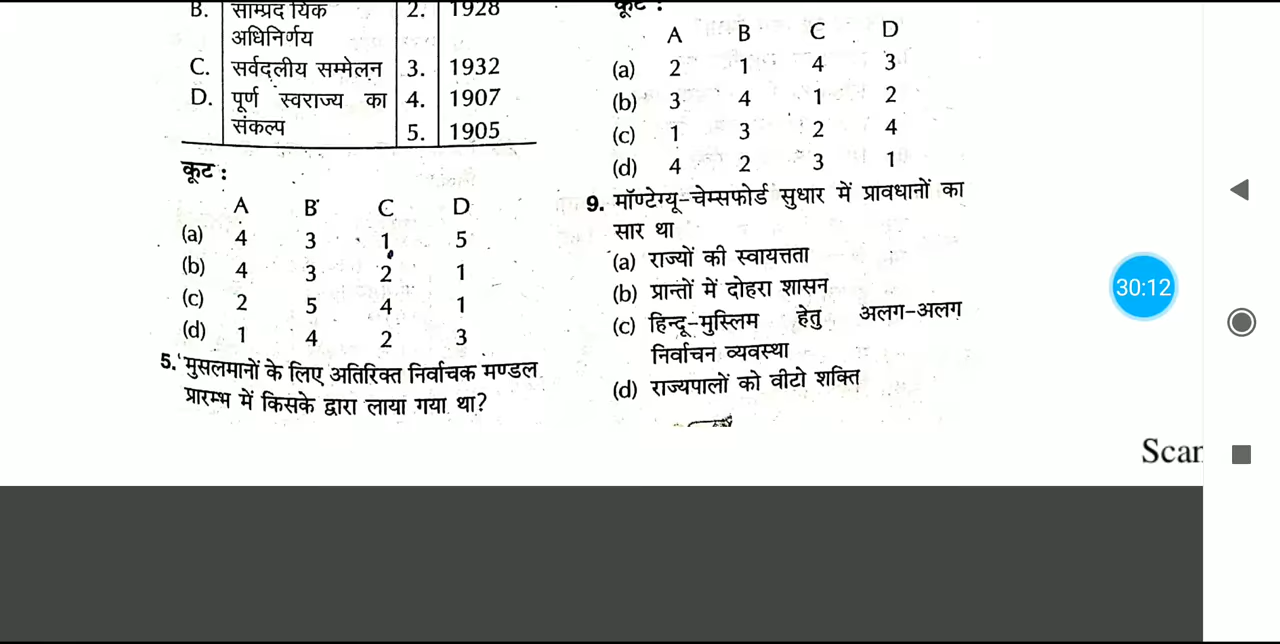 B. साम्प्रदयिक 2. 1928
अधिनिर्णय
C. सर्वदलीय सम्मेलन 3. 1932
D. पूर्ण स्वराज्य का 4. 1907
संकल्प 5. 1905
कूट :
A B C D
(a) 4 3 1 5
(b) 4 3 2 1
(c) 2 5 4 1
(d) 1 4 2 3
5. मुसलमानों के लिए अतिरिक्त निर्वाचक मण्डल
प्रारम्भ में किसके द्वारा लाया गया था?
कूट :
A B C D
(a) 2 1 4 3
(b) 3 4 1 2
(c) 1 3 2 4
(d) 4 2 3 1
9. मॉण्टेग्यू-चेम्सफोर्ड सुधार में प्रावधानों का
सार था
(a) राज्यों की स्वायत्तता
(b) प्रान्तों में दोहरा शासन
(c) हिन्दू-मुस्लिम हेतु अलग-अलग
निर्वाचन व्यवस्था
(d) राज्यपालों को वीटो शक्ति
Scan
30:12